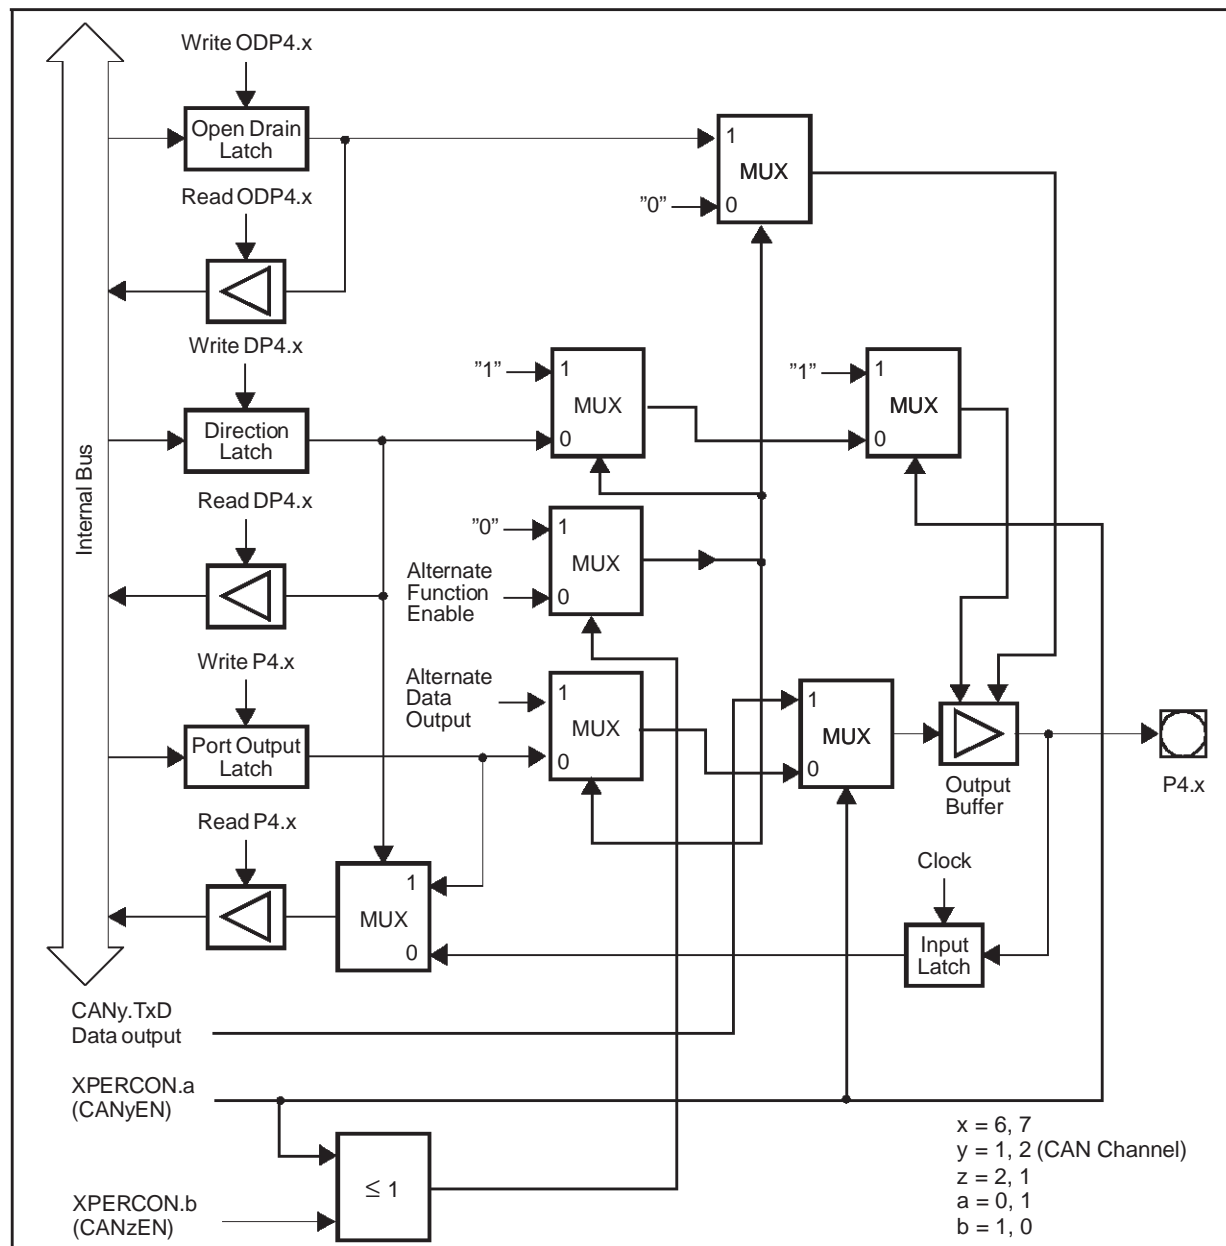 Write ODP4.x
Open Drain
Latch
Read ODP4.x
1
MUX
"0"
0
Write DP4.x
"1"
1
MUX
0
"1"
1
MUX
0
Direction
Latch
Internal Bus
Read DP4.x
"0"
1
MUX
0
Alternate
Function
Enable
Write P4.x
Alternate
Data
Output
1
MUX
0
1
MUX
0
Port Output
Latch
Output
Buffer
P4.x
Read P4.x
1
MUX
0
Clock
Input
Latch
CANy.TxD
Data output
XPERCON.a
(CANyEN)
≤ 1
XPERCON.b
(CANzEN)
x = 6, 7
y = 1, 2 (CAN Channel)
z = 2, 1
a = 0, 1
b = 1, 0